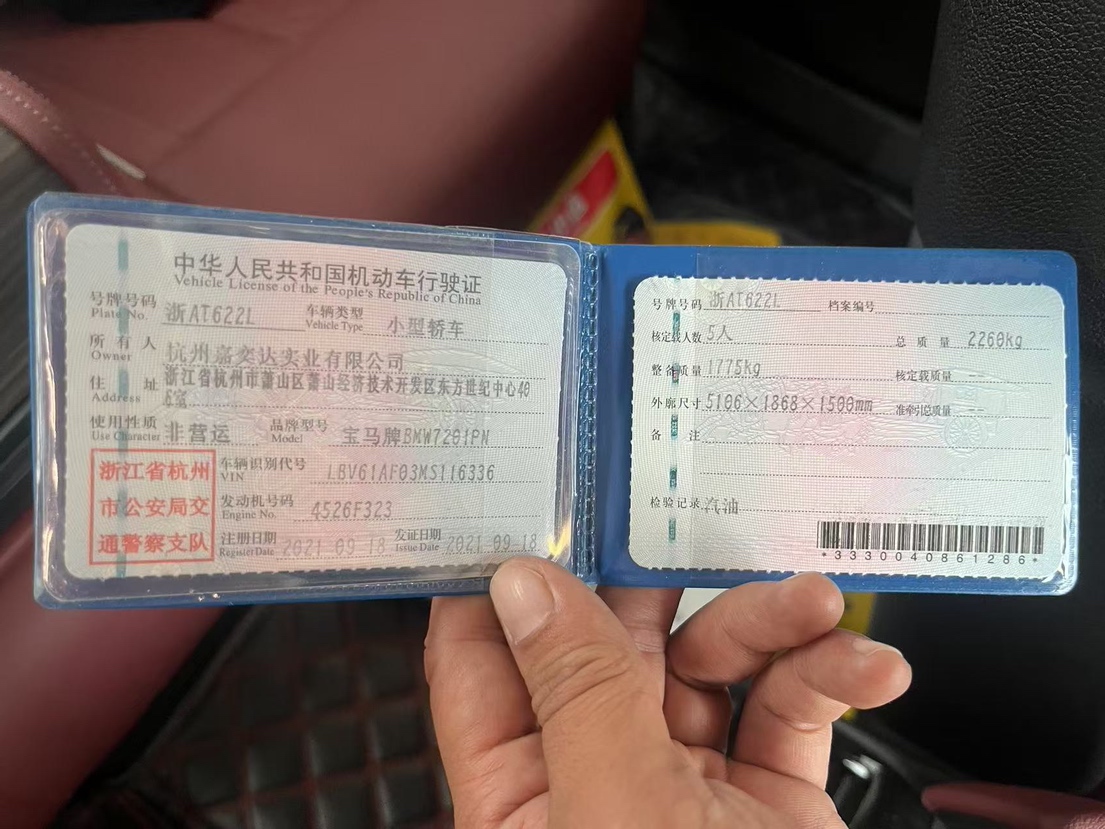 中华人民共和国机动车行驶证
Vehicle License of the People's Republic of China
号牌号码 浙AT622L 车辆类型 小型轿车
Plate No. Vehicle Type
所有人 杭州嘉奕达实业有限公司
Owner
住址 浙江省杭州市萧山区萧山经济技术开发区东方世纪中心40
Address 室
使用性质 非营运 品牌型号 宝马牌BMW7201PN
Use Character Model
浙江省杭州
市公安局交
通警察支队
车辆识别代号 LBV61AF03MS116336
VIN
发动机号码 4526F323
Engine No.
注册日期 2021 09 18 发证日期 2021.09.18
Register Date Issue Date
号牌号码 浙AT622L 档案编号
核定载人数 5人 总质量 2260kg
整备质量 1775kg 核定载质量 --
外廓尺寸 5106×1868×1500mm 准牵引总质量 --
备注
检验记录 汽油
*3330040861286*